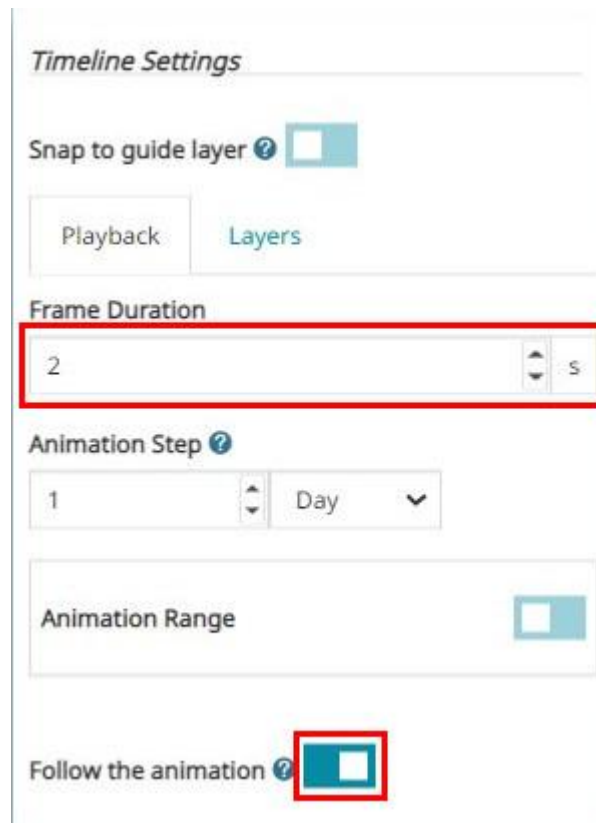 Timeline Settings
Snap to guide layer ?
Playback Layers
Frame Duration
2 s
Animation Step ?
1 Day
Animation Range
Follow the animation ?